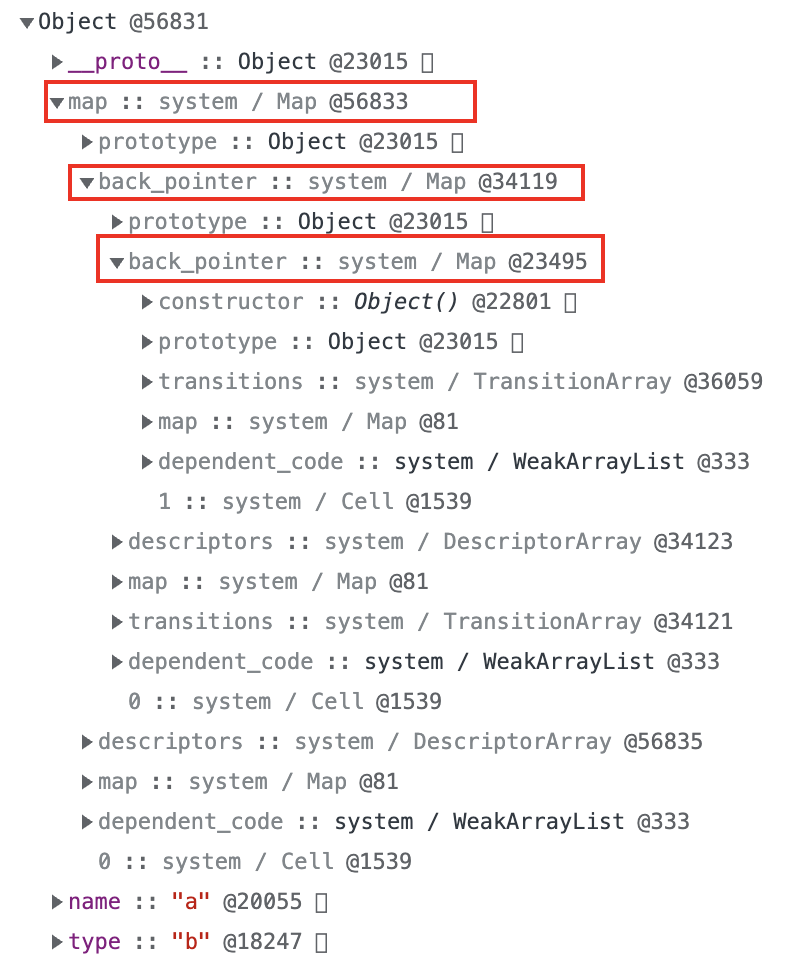 Object @56831
__proto__ :: Object @23015
map :: system / Map @56833
prototype :: Object @23015
back_pointer :: system / Map @34119
prototype :: Object @23015
back_pointer :: system / Map @23495
constructor :: Object() @22801
prototype :: Object @23015
transitions :: system / TransitionArray @36059
map :: system / Map @81
dependent_code :: system / WeakArrayList @333
1 :: system / Cell @1539
descriptors :: system / DescriptorArray @34123
map :: system / Map @81
transitions :: system / TransitionArray @34121
dependent_code :: system / WeakArrayList @333
0 :: system / Cell @1539
descriptors :: system / DescriptorArray @56835
map :: system / Map @81
dependent_code :: system / WeakArrayList @333
0 :: system / Cell @1539
name :: "a" @20055
type :: "b" @18247